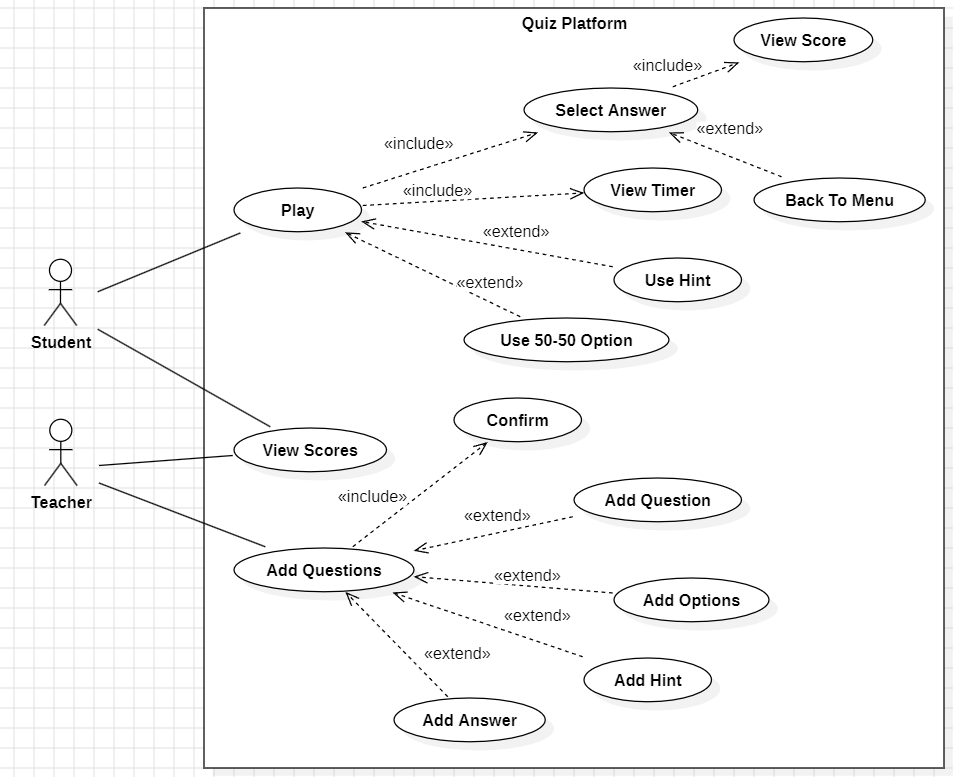 Quiz Platform
View Score
«include»
Select Answer
«extend»
«include»
«include»
View Timer
Back To Menu
Play
«extend»
Use Hint
«extend»
Student
Use 50-50 Option
Confirm
View Scores
Teacher
«include»
Add Question
«extend»
Add Questions
«extend»
Add Options
«extend»
«extend»
Add Hint
Add Answer